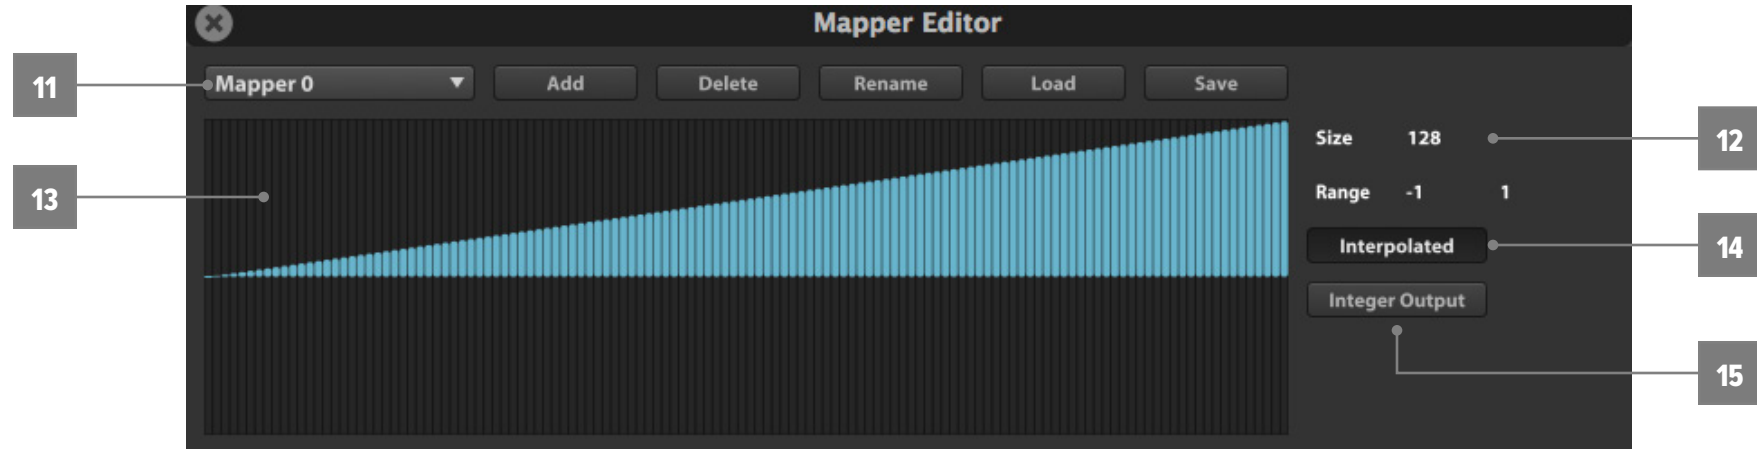 Mapper Editor
11
Mapper 0 Add Delete Rename Load Save
Size 128
12
13
Range -1 1
Interpolated
14
Integer Output
15